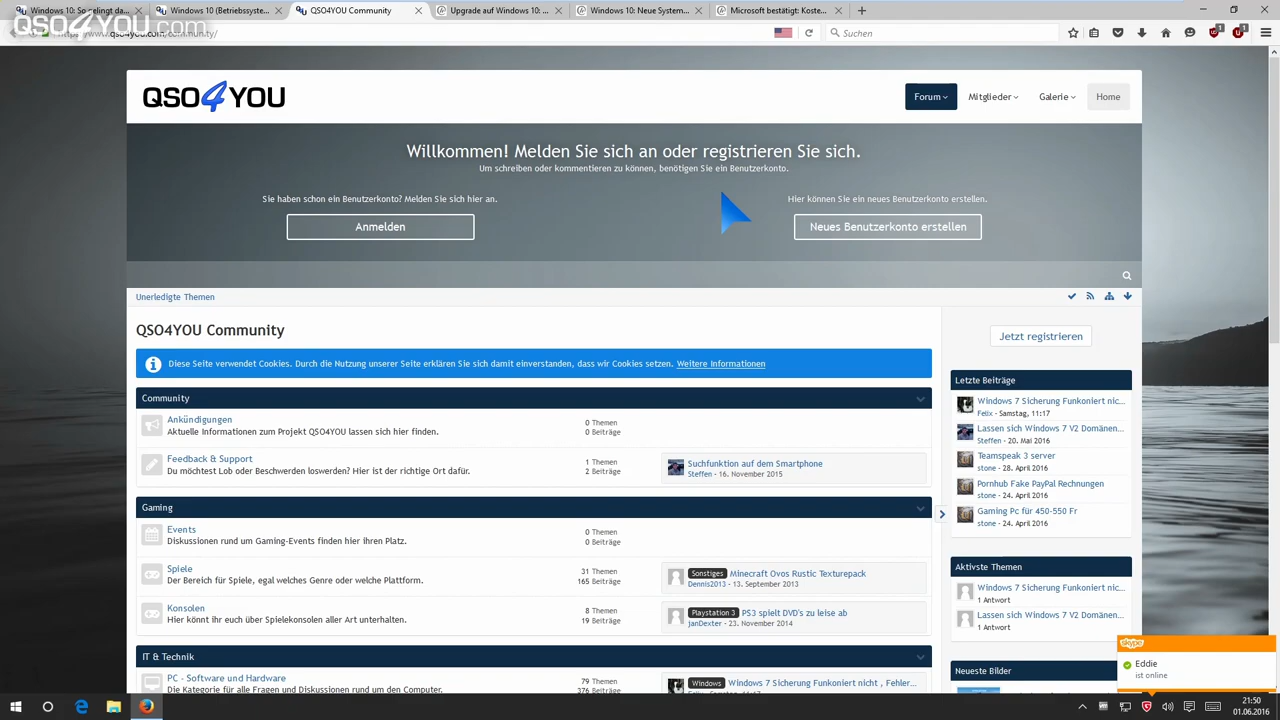 Windows 10: So gelingt da...
Windows 10 (Betriebssyste...
QSO4YOU Community
Upgrade auf Windows 10: ...
Windows 10: Neue System...
Microsoft bestätigt: Koste...
QSO4YOU.com
https://www.qso4you.com/community/
Suchen
1
1
QSO4YOU
Forum
Mitglieder
Galerie
Home
Willkommen! Melden Sie sich an oder registrieren Sie sich.
Um schreiben oder kommentieren zu können, benötigen Sie ein Benutzerkonto.
Sie haben schon ein Benutzerkonto? Melden Sie sich hier an.
Anmelden
Hier können Sie ein neues Benutzerkonto erstellen.
Neues Benutzerkonto erstellen
Unerledigte Themen
QSO4YOU Community
Diese Seite verwendet Cookies. Durch die Nutzung unserer Seite erklären Sie sich damit einverstanden, dass wir Cookies setzen. Weitere Informationen
Community
Ankündigungen
Aktuelle Informationen zum Projekt QSO4YOU lassen sich hier finden.
0 Themen
0 Beiträge
Feedback & Support
Du möchtest Lob oder Beschwerden loswerden? Hier ist der richtige Ort dafür.
1 Themen
2 Beiträge
Suchfunktion auf dem Smartphone
Steffen - 16. November 2015
Gaming
Events
Diskussionen rund um Gaming-Events finden hier ihren Platz.
0 Themen
0 Beiträge
Spiele
Der Bereich für Spiele, egal welches Genre oder welche Plattform.
31 Themen
165 Beiträge
Sonstiges Minecraft Ovos Rustic Texturepack
Dennis2013 - 13. September 2013
Konsolen
Hier könnt ihr euch über Spielekonsolen aller Art unterhalten.
8 Themen
19 Beiträge
Playstation 3 PS3 spielt DVD's zu leise ab
JanDexter - 23. November 2014
IT & Technik
PC - Software und Hardware
Die Kategorie für alle Fragen und Diskussionen rund um den Computer.
79 Themen
376 Beiträge
Windows Windows 7 Sicherung Funkoniert nicht , Fehler...
Felix - Samstag, 11:17
Jetzt registrieren
Letzte Beiträge
Windows 7 Sicherung Funkoniert nic...
Felix - Samstag, 11:17
Lassen sich Windows 7 V2 Domänen...
Steffen - 20. Mai 2016
Teamspeak 3 server
stone - 28. April 2016
Pornhub Fake PayPal Rechnungen
stone - 24. April 2016
Gaming Pc für 450-550 Fr
stone - 24. April 2016
Aktivste Themen
Windows 7 Sicherung Funkoniert nic...
1 Antwort
Lassen sich Windows 7 V2 Domänen...
1 Antwort
Neueste Bilder
skype
Eddie
ist online
21:50
01.06.2016